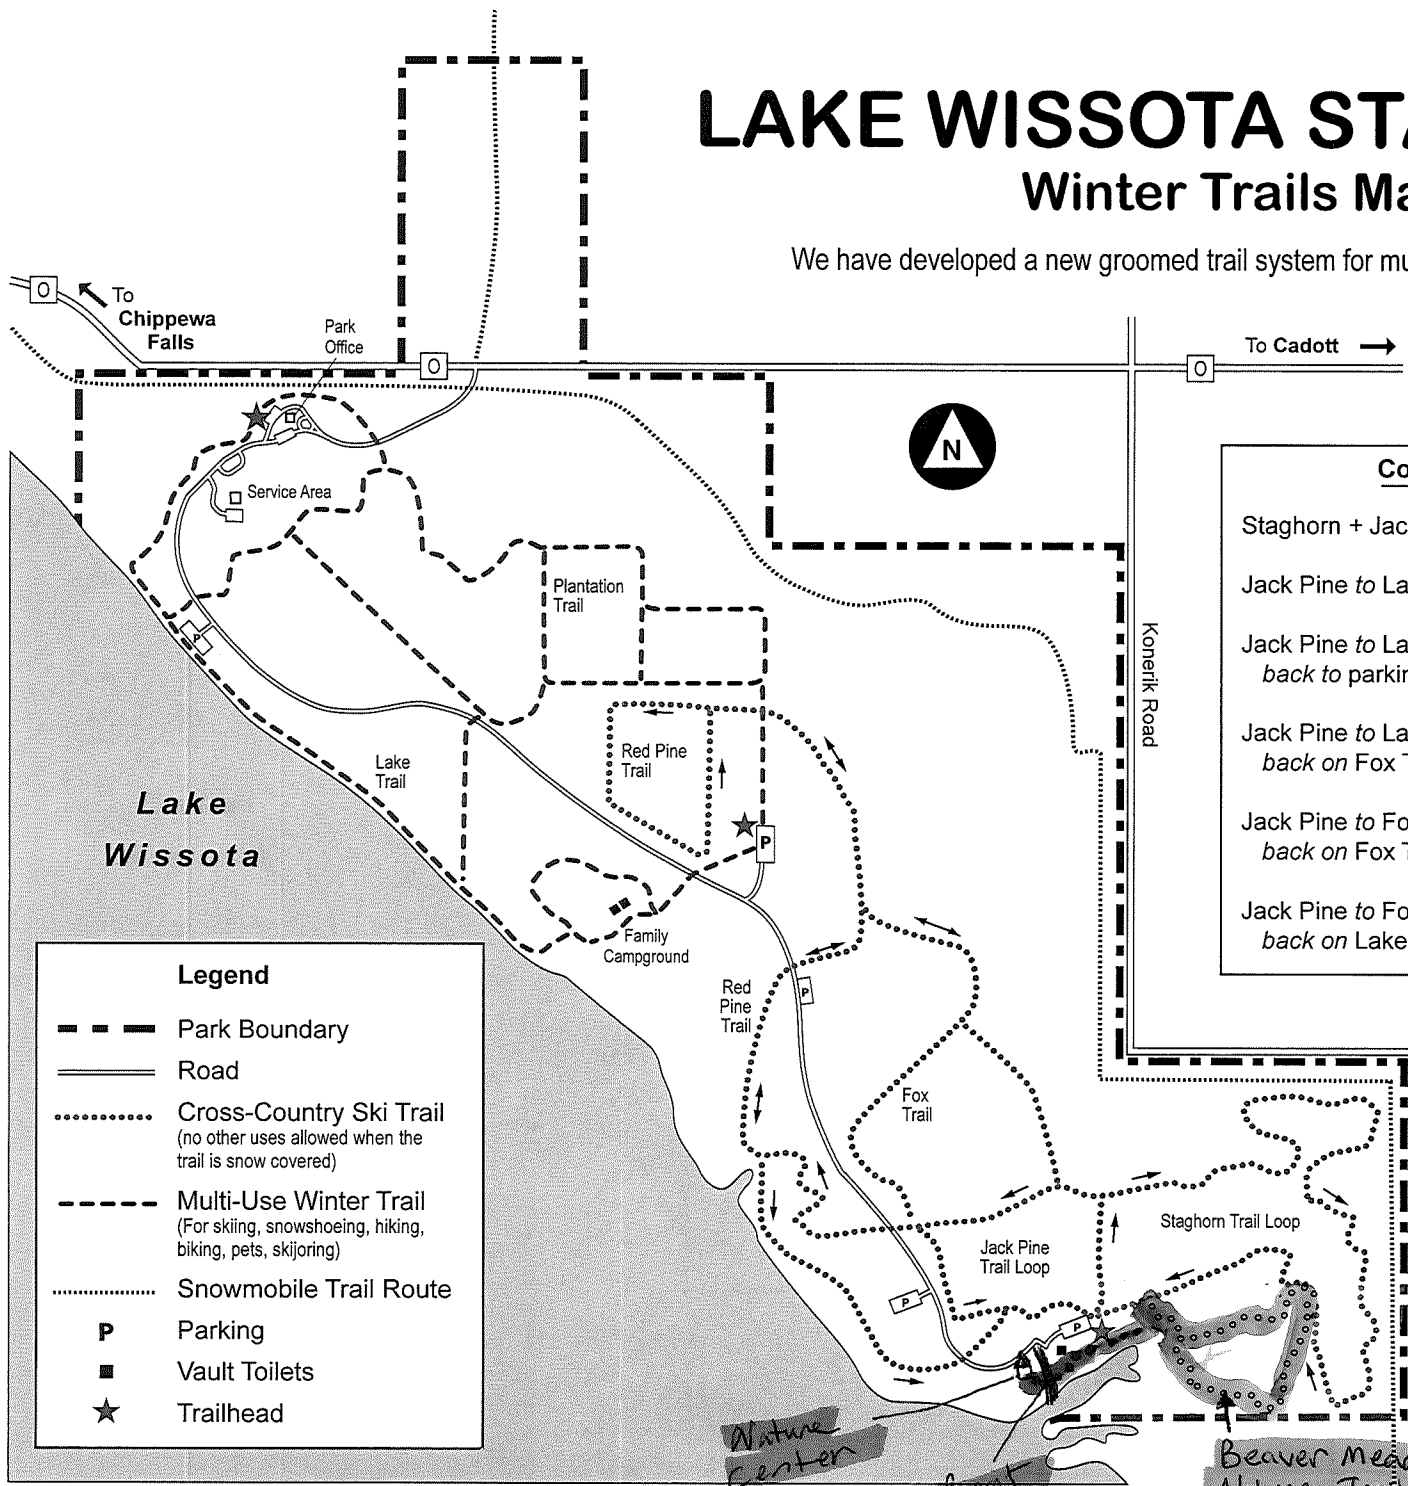 LAKE WISSOTA STA
Winter Trails Ma
We have developed a new groomed trail system for mu
O
To
Chippewa
Falls
Park
Office
O
To Cadott
O
N
Service Area
Plantation
Trail
P
Konerik Road
Co
Staghorn + Jac
Jack Pine to La
Jack Pine to La
back to parkin
Jack Pine to La
back on Fox T
Jack Pine to Fo
back on Fox T
Jack Pine to Fo
back on Lake
Lake
Trail
Red Pine
Trail
Lake
Wissota
P
Family
Campground
Red
Pine
Trail
P
Fox
Trail
Staghorn Trail Loop
Jack Pine
Trail Loop
P
P
Legend
Park Boundary
Road
Cross-Country Ski Trail
(no other uses allowed when the
trail is snow covered)
Multi-Use Winter Trail
(For skiing, snowshoeing, hiking,
biking, pets, skijoring)
Snowmobile Trail Route
P Parking
Vault Toilets
Trailhead
Nature
Center
Beaver Mead